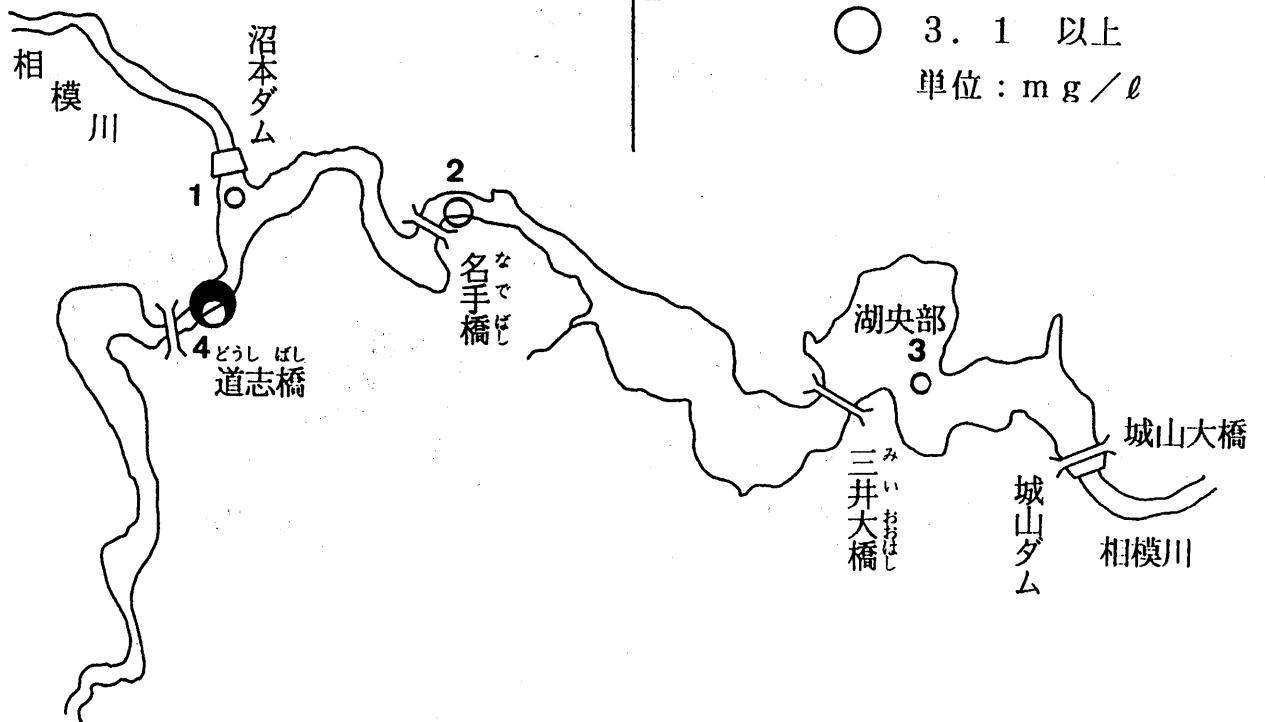 3.1 以上
単位:mg/ℓ
相模川
沼本ダム
1
2
名手橋
なでばし
4
道志橋
どうし ばし
湖央部
3
三井大橋
みいおおはし
城山ダム
城山大橋
相模川